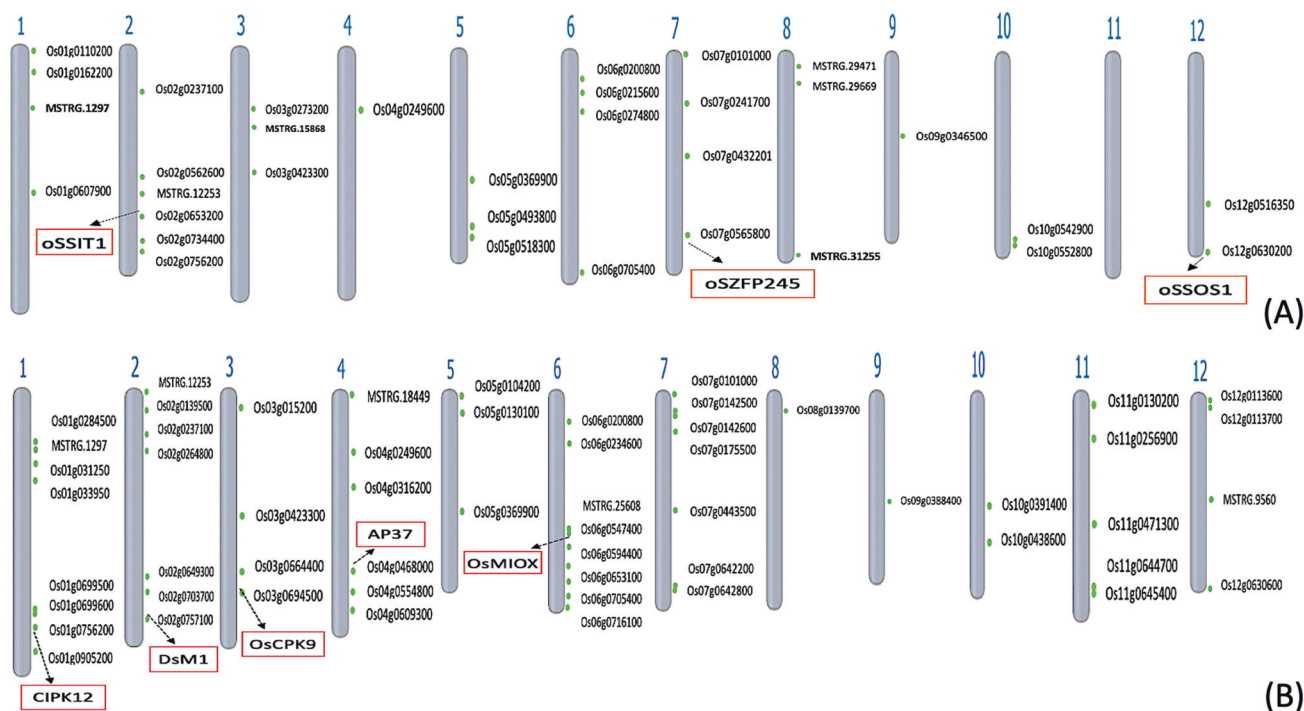 1 2 3 4 5 6 7 8 9 10 11 12
Os01g0110200
Os01g0162200
MSTRG.1297
Os01g0607900
oSSIT1
Os02g0237100
Os02g0562600
MSTRG.12253
Os02g0653200
Os02g0734400
Os02g0756200
Os03g0273200
MSTRG.15868
Os03g0423300
Os04g0249600
Os05g0369900
Os05g0493800
Os05g0518300
Os06g0200800
Os06g0215600
Os06g0274800
Os06g0705400
Os07g0101000
Os07g0241700
Os07g0432201
Os07g0565800
oSZFP245
MSTRG.29471
MSTRG.29669
MSTRG.31255
Os09g0346500
Os10g0542900
Os10g0552800
Os12g0516350
Os12g0630200
oSSOS1
(A)
1 2 3 4 5 6 7 8 9 10 11 12
Os01g0284500
MSTRG.1297
Os01g031250
Os01g033950
Os01g0699500
Os01g0699600
Os01g0756200
Os01g0905200
CIPK12
MSTRG.12253
Os02g0139500
Os02g0237100
Os02g0264800
Os02g0649300
Os02g0703700
Os02g0757100
DsM1
Os03g015200
Os03g0423300
Os03g0664400
Os03g0694500
OsCPK9
MSTRG.18449
Os04g0249600
Os04g0316200
AP37
Os04g0468000
Os04g0554800
Os04g0609300
Os05g0104200
Os05g0130100
Os05g0369900
OsMIOX
Os06g0200800
Os06g0234600
MSTRG.25608
Os06g0547400
Os06g0594400
Os06g0653100
Os06g0705400
Os06g0716100
Os07g0101000
Os07g0142500
Os07g0142600
Os07g0175500
Os07g0443500
Os07g0642200
Os07g0642800
Os08g0139700
Os09g0388400
Os10g0391400
Os10g0438600
Os11g0130200
Os11g0256900
Os11g0471300
Os11g0644700
Os11g0645400
Os12g0113600
Os12g0113700
MSTRG.9560
Os12g0630600
(B)